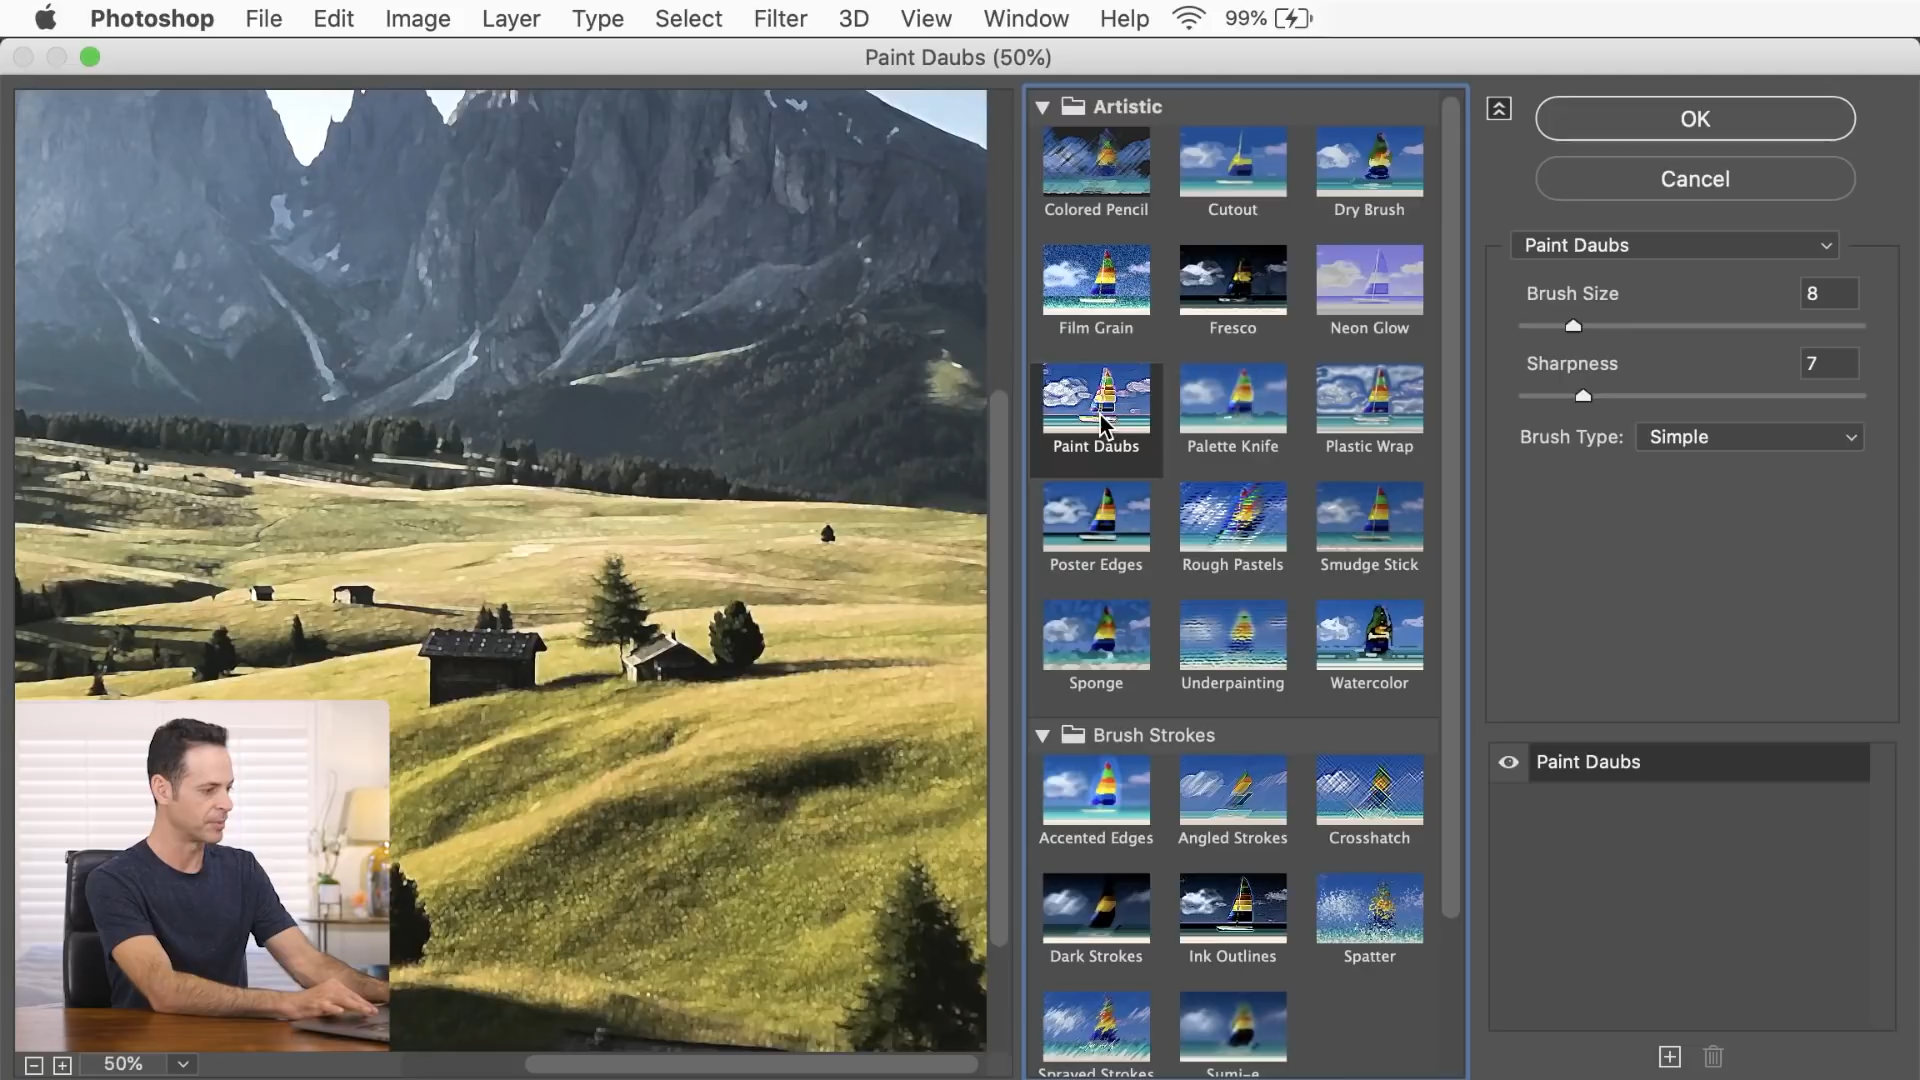 Photoshop File Edit Image Layer Type Select Filter 3D View Window Help 99%
Paint Daubs (50%)
Artistic
Colored Pencil Cutout Dry Brush
Film Grain Fresco Neon Glow
Paint Daubs Palette Knife Plastic Wrap
Poster Edges Rough Pastels Smudge Stick
Sponge Underpainting Watercolor
Brush Strokes
Accented Edges Angled Strokes Crosshatch
Dark Strokes Ink Outlines Spatter
Sprayed Strokes Sumi-e
OK
Cancel
Paint Daubs
Brush Size 8
Sharpness 7
Brush Type: Simple
Paint Daubs
50%